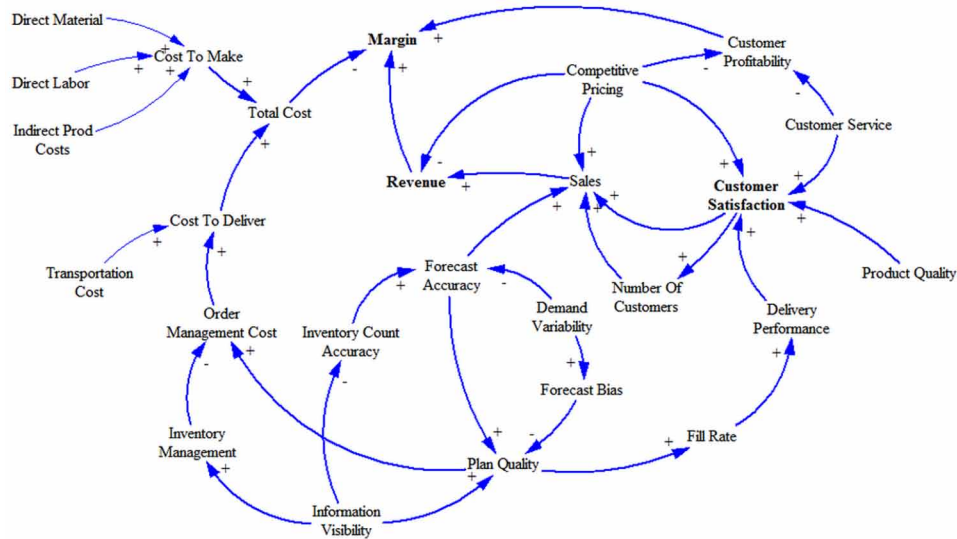 Direct Material
Margin
+
Customer
Profitability
+
Cost To Make
+
+
-
+
-
Direct Labor
+
Competitive
Pricing
Total Cost
-
Customer Service
Indirect Prod
Costs
+
+
-
+
+
Revenue
+
Sales
Customer
Satisfaction
+
+
+
+
+
Cost To Deliver
+
+
+
Transportation
Cost
Forecast
Accuracy
+
-
Number Of
Customers
+
Product Quality
Order
Management Cost
+
-
Inventory Count
Accuracy
-
Demand
Variability
+
Delivery
Performance
+
Forecast Bias
Inventory
Management
+
+
-
Plan Quality
+
+
Fill Rate
Information
Visibility